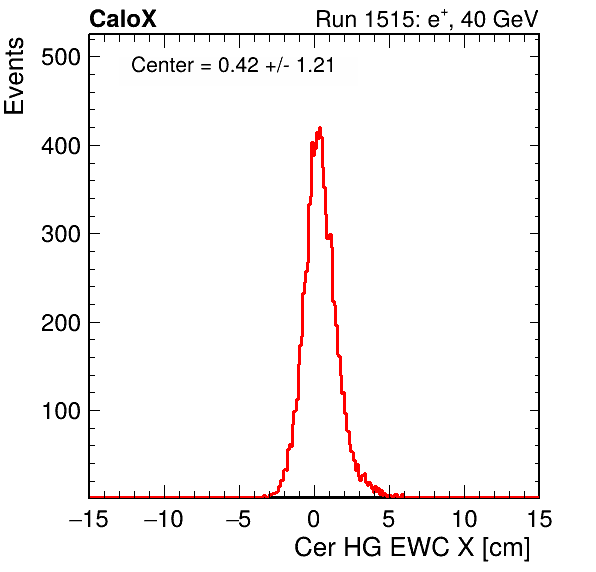 CaloX
Run 1515: e+, 40 GeV
Events
Center = 0.42 +/- 1.21
500
400
300
200
100
−15 −10 −5 0 5 10 15
Cer HG EWC X [cm]